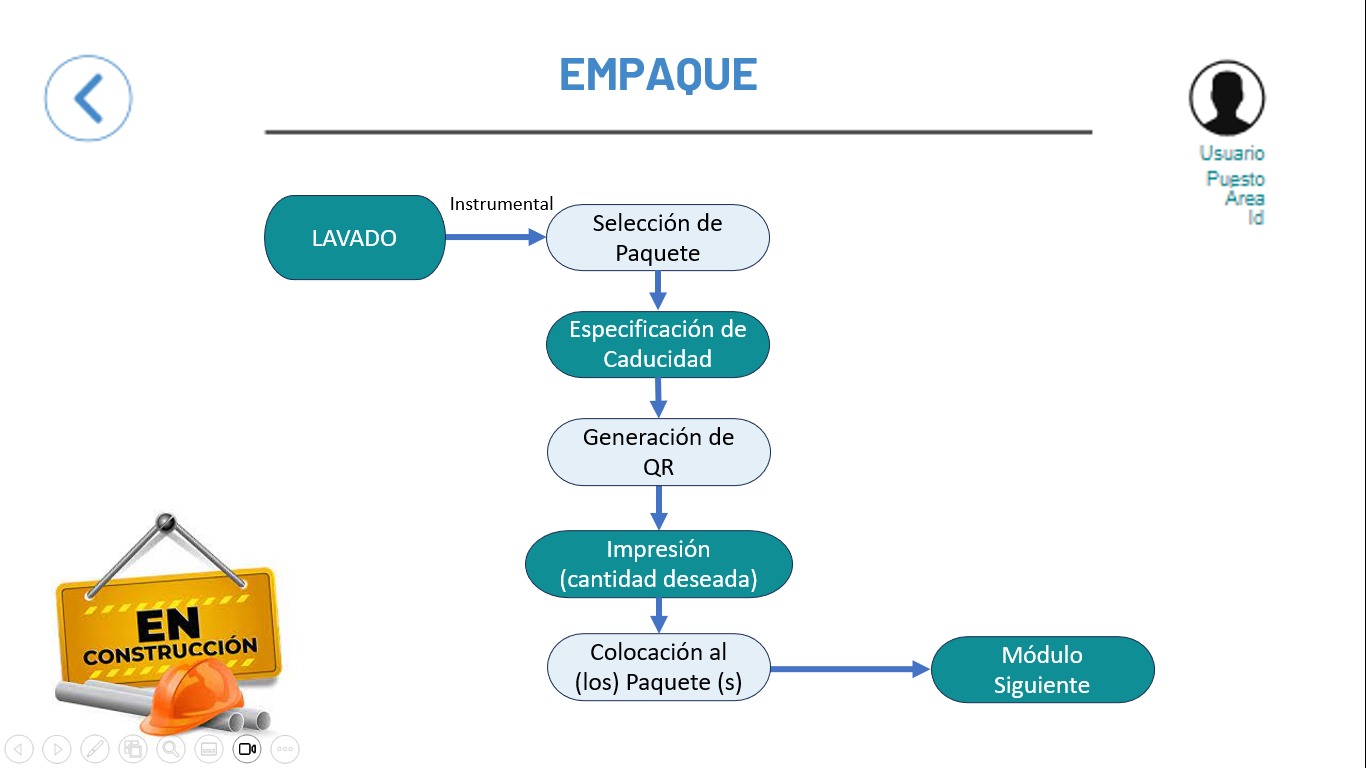 EMPAQUE
Usuario
Puesto
Area
Id
Instrumental
LAVADO
Selección de
Paquete
Especificación de
Caducidad
Generación de
QR
Impresión
(cantidad deseada)
Colocación al
(los) Paquete (s)
Módulo
Siguiente
EN
CONSTRUCCIÓN